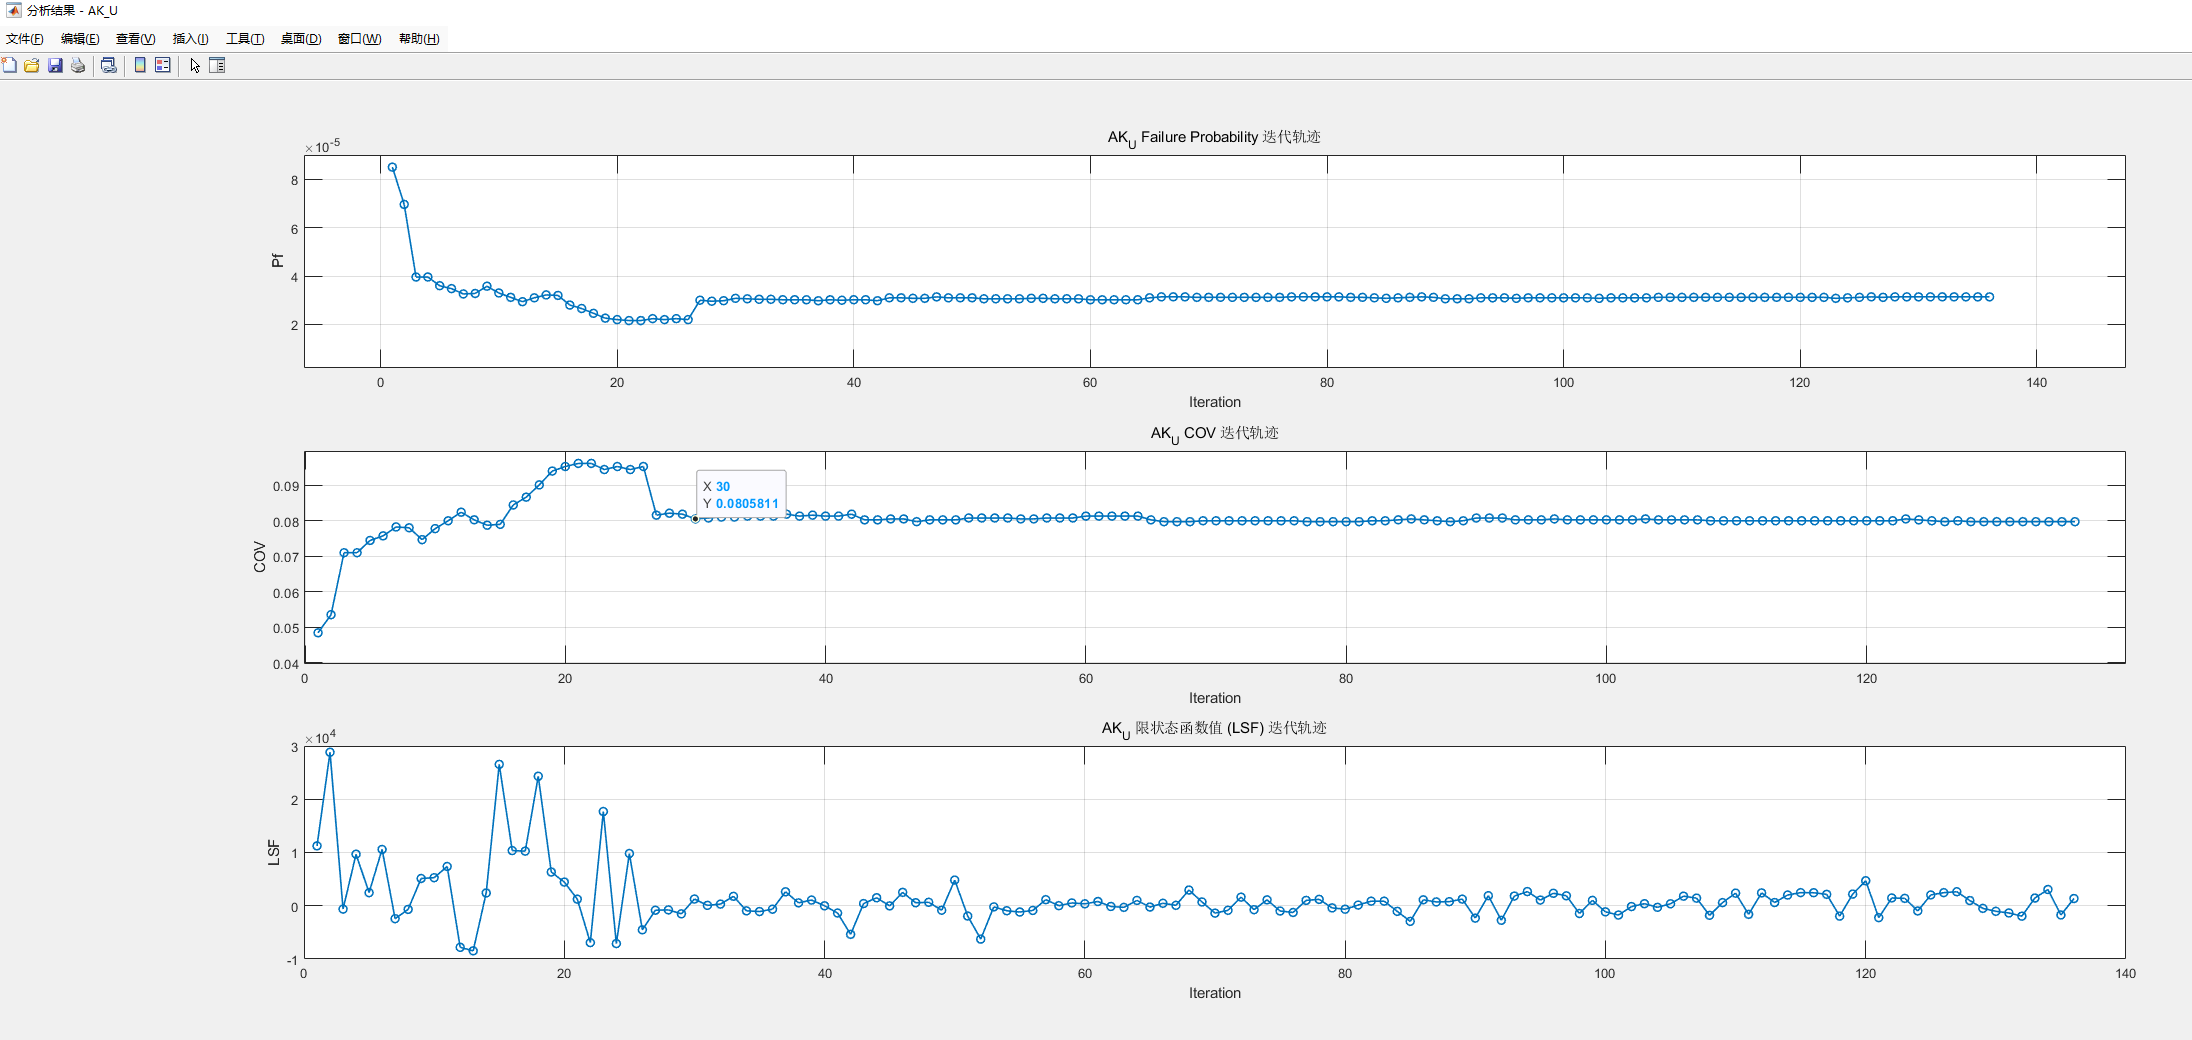 分析结果 - AK_U
文件(F) 编辑(E) 查看(V) 插入(I) 工具(T) 桌面(D) 窗口(W) 帮助(H)
AK_U Failure Probability 迭代轨迹
×10^-5
8
6
4
2
Pf
0 20 40 60 80 100 120 140
Iteration
AK_U COV 迭代轨迹
0.09
0.08
0.07
0.06
0.05
0.04
COV
X 30
Y 0.0805811
0 20 40 60 80 100 120
Iteration
AK_U 限状态函数值 (LSF) 迭代轨迹
×10^4
3
2
1
0
-1
LSF
0 20 40 60 80 100 120 140
Iteration